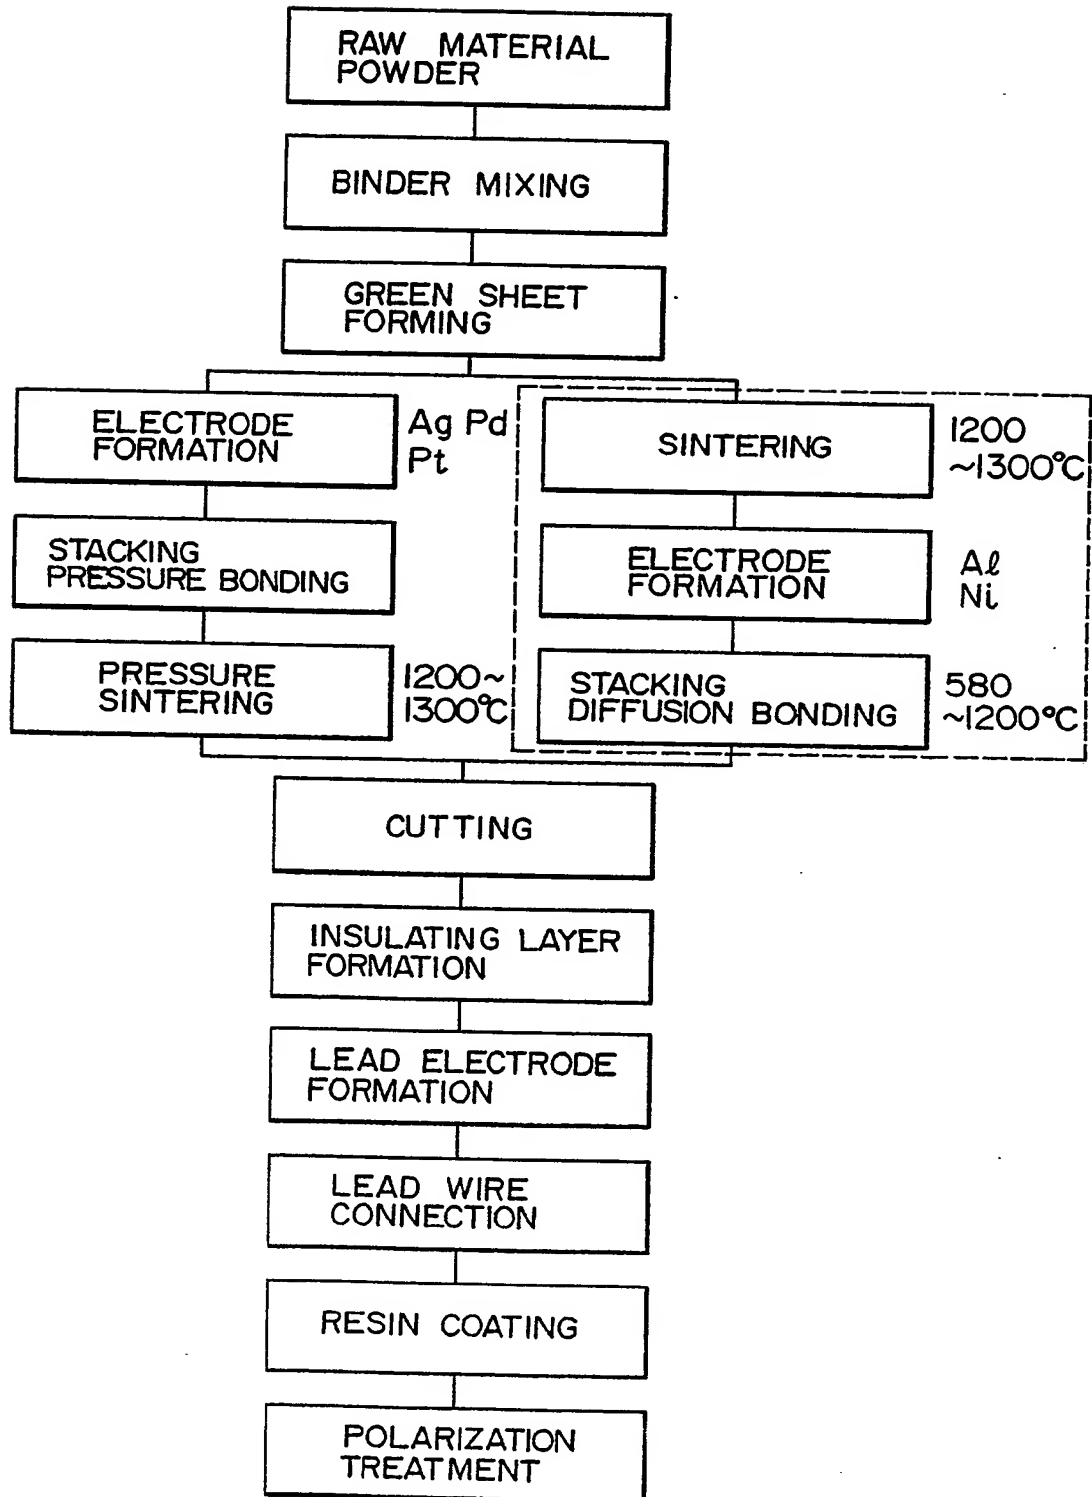 RAW MATERIAL
POWDER
BINDER MIXING
GREEN SHEET
FORMING
ELECTRODE
FORMATION
Ag Pd
Pt
STACKING
PRESSURE BONDING
PRESSURE
SINTERING
1200~
1300°C
SINTERING
1200
~1300°C
ELECTRODE
FORMATION
Al
Ni
STACKING
DIFFUSION BONDING
580
~1200°C
CUTTING
INSULATING LAYER
FORMATION
LEAD ELECTRODE
FORMATION
LEAD WIRE
CONNECTION
RESIN COATING
POLARIZATION
TREATMENT